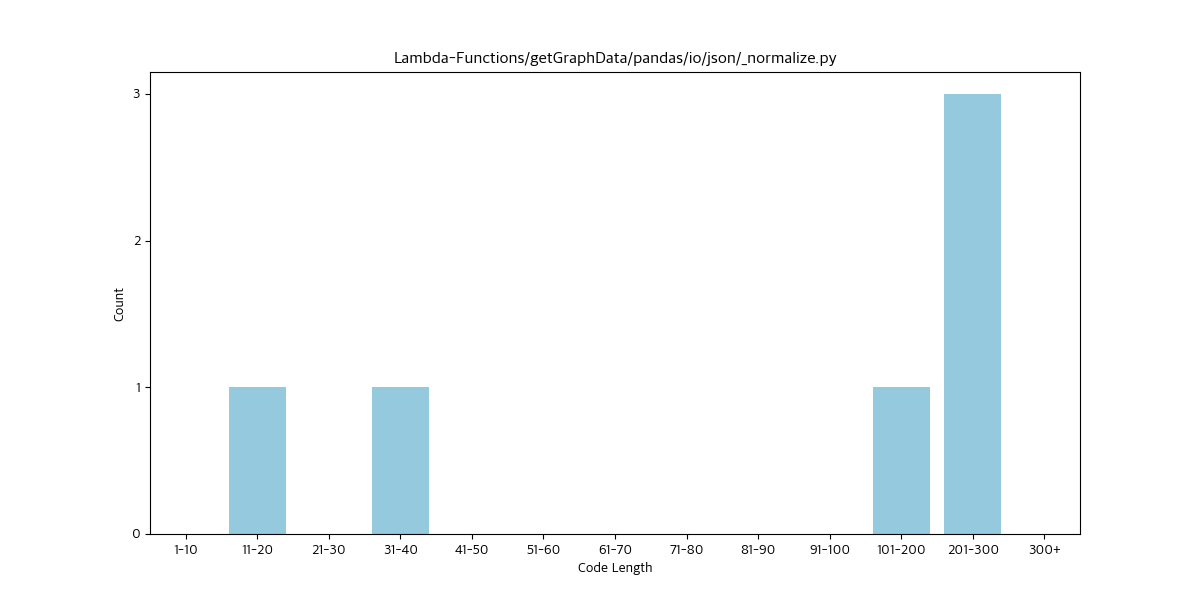 Lambda-Functions/getGraphData/pandas/io/json/_normalize.py
3
2
1
0
Count
1-10 11-20 21-30 31-40 41-50 51-60 61-70 71-80 81-90 91-100 101-200 201-300 300+
Code Length